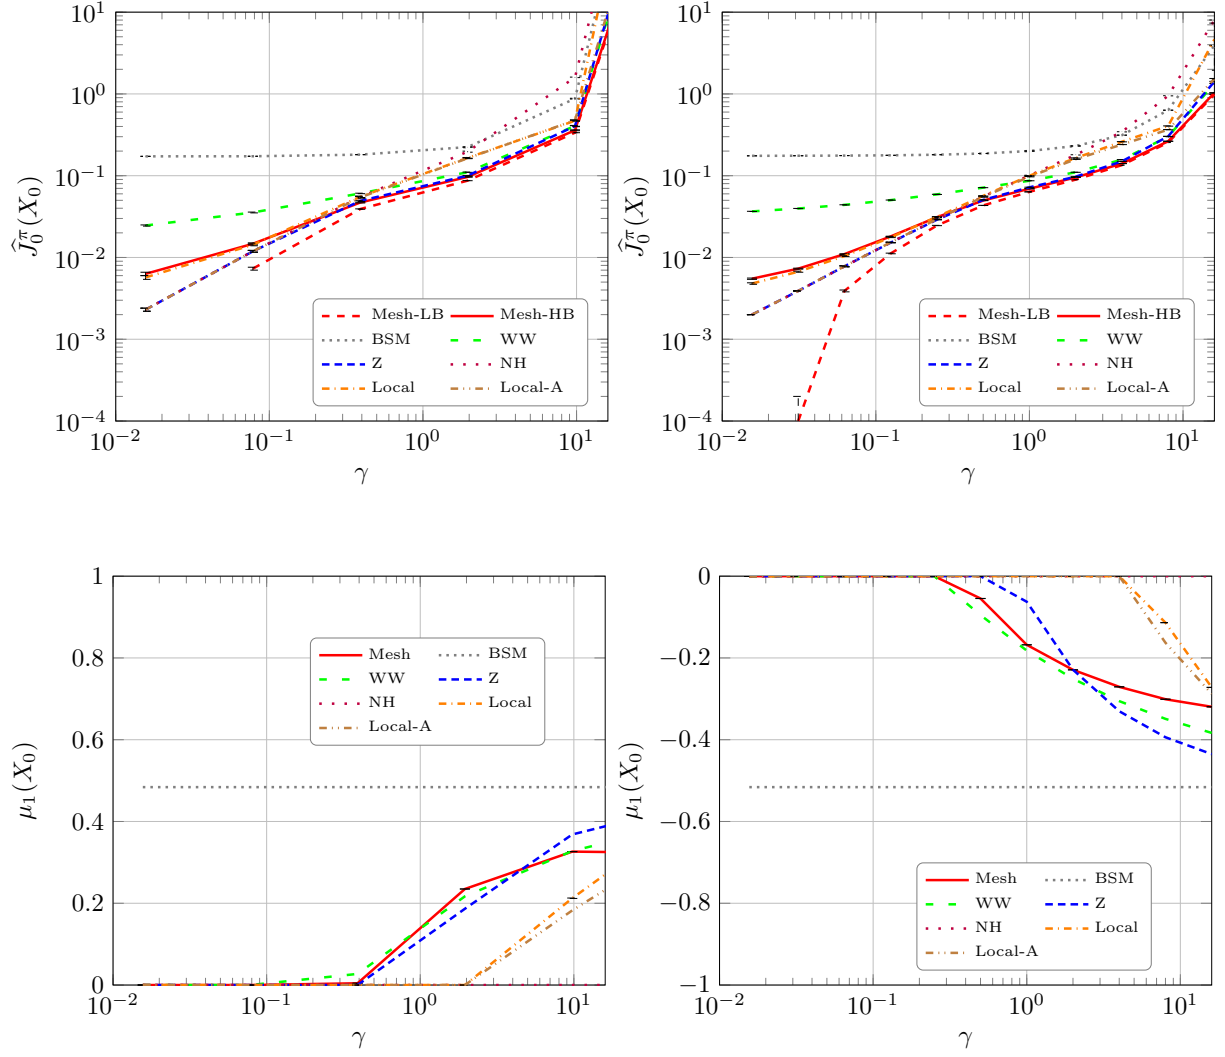 10^1
10^0
10^−1
10^−2
10^−3
10^−4
10^−2 10^−1 10^0 10^1
γ
Ĵ_0^π(X_0)
Mesh-LB Mesh-HB
BSM WW
Z NH
Local Local-A
10^1
10^0
10^−1
10^−2
10^−3
10^−4
10^−2 10^−1 10^0 10^1
γ
Ĵ_0^π(X_0)
Mesh-LB Mesh-HB
BSM WW
Z NH
Local Local-A
1
0.8
0.6
0.4
0.2
0
10^−2 10^−1 10^0 10^1
γ
μ_1(X_0)
Mesh BSM
WW Z
NH Local
Local-A
0
−0.2
−0.4
−0.6
−0.8
−1
10^−2 10^−1 10^0 10^1
γ
μ_1(X_0)
Mesh BSM
WW Z
NH Local
Local-A